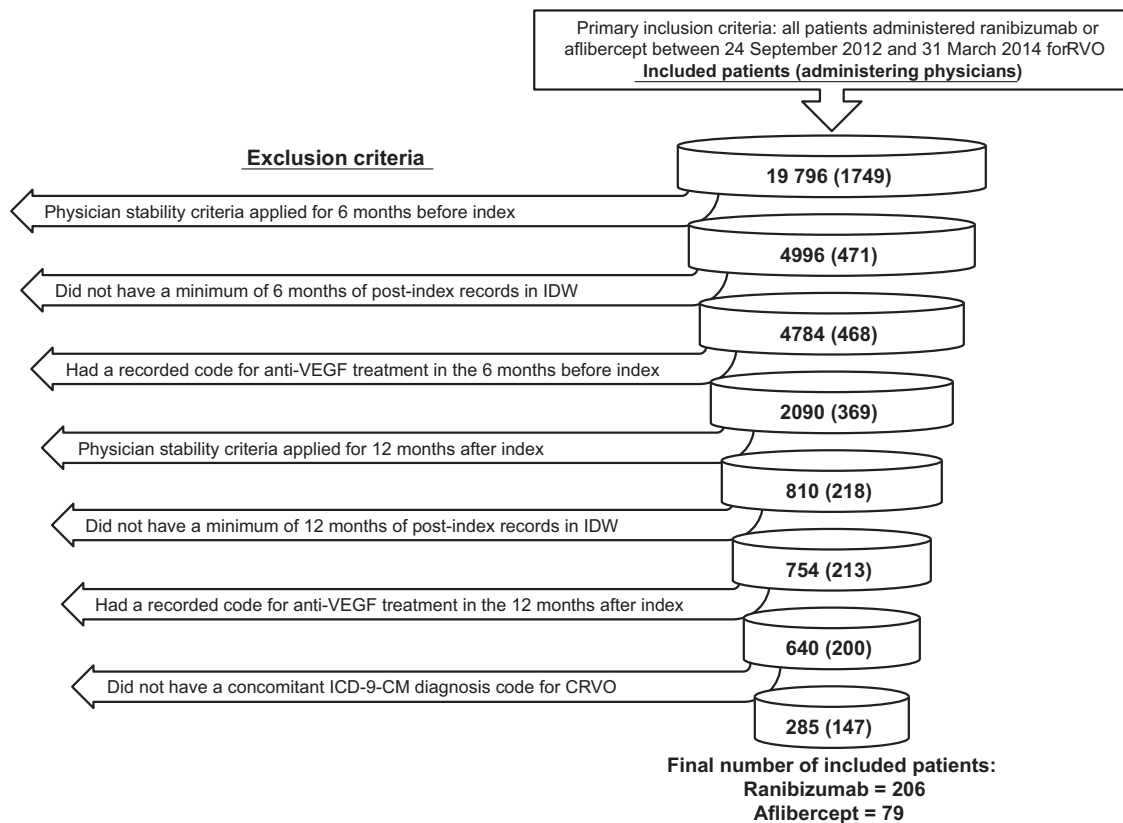 Primary inclusion criteria: all patients administered ranibizumab or
aflibercept between 24 September 2012 and 31 March 2014 forRVO
Included patients (administering physicians)
Exclusion criteria
19 796 (1749)
Physician stability criteria applied for 6 months before index
4996 (471)
Did not have a minimum of 6 months of post-index records in IDW
4784 (468)
Had a recorded code for anti-VEGF treatment in the 6 months before index
2090 (369)
Physician stability criteria applied for 12 months after index
810 (218)
Did not have a minimum of 12 months of post-index records in IDW
754 (213)
Had a recorded code for anti-VEGF treatment in the 12 months after index
640 (200)
Did not have a concomitant ICD-9-CM diagnosis code for CRVO
285 (147)
Final number of included patients:
Ranibizumab = 206
Aflibercept = 79